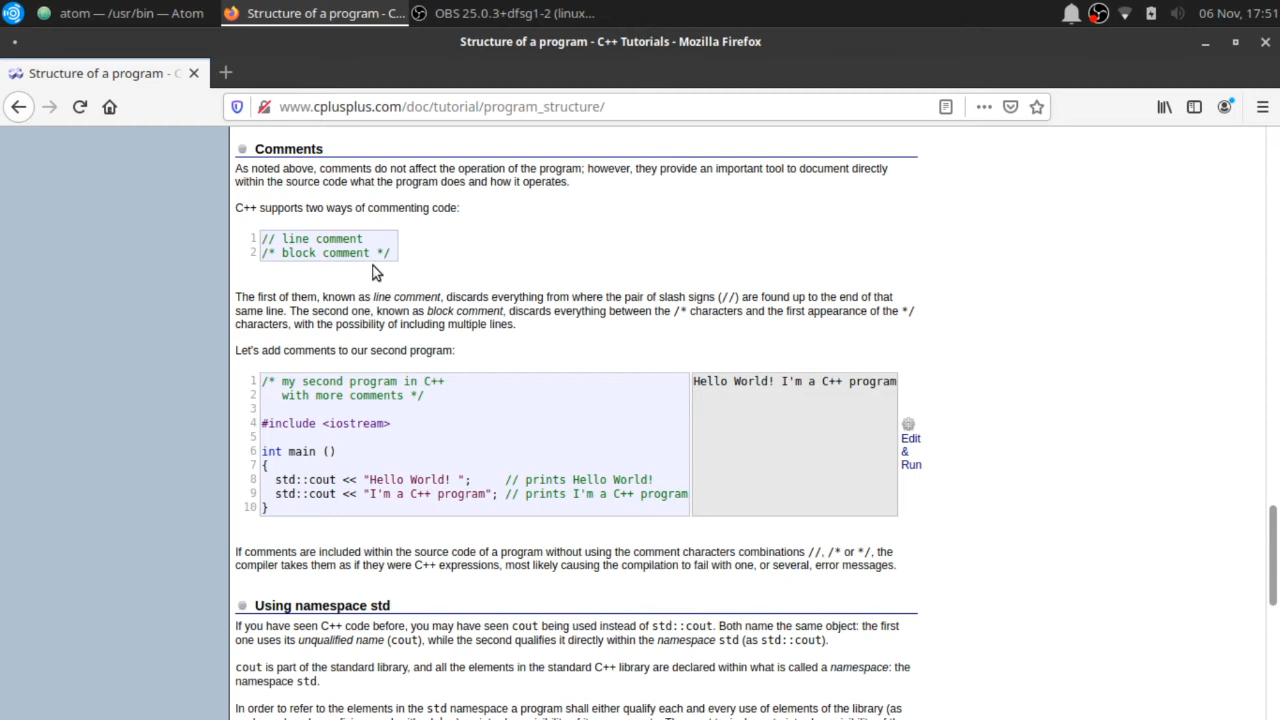 atom — /usr/bin — Atom
Structure of a program - C...
OBS 25.0.3+dfsg1-2 (linux...
06 Nov, 17:51
Structure of a program - C++ Tutorials - Mozilla Firefox
Structure of a program - C
www.cplusplus.com/doc/tutorial/program_structure/
Comments
As noted above, comments do not affect the operation of the program; however, they provide an important tool to document directly
within the source code what the program does and how it operates.
C++ supports two ways of commenting code:
1 // line comment
2 /* block comment */
The first of them, known as line comment, discards everything from where the pair of slash signs (//) are found up to the end of that
same line. The second one, known as block comment, discards everything between the /* characters and the first appearance of the */
characters, with the possibility of including multiple lines.
Let's add comments to our second program:
1 /* my second program in C++
2 with more comments */
3
4 #include <iostream>
5
6 int main ()
7 {
8 std::cout << "Hello World! "; // prints Hello World!
9 std::cout << "I'm a C++ program"; // prints I'm a C++ program
10 }
Hello World! I'm a C++ program
Edit
&
Run
If comments are included within the source code of a program without using the comment characters combinations //, /* or */, the
compiler takes them as if they were C++ expressions, most likely causing the compilation to fail with one, or several, error messages.
Using namespace std
If you have seen C++ code before, you may have seen cout being used instead of std::cout. Both name the same object: the first
one uses its unqualified name (cout), while the second qualifies it directly within the namespace std (as std::cout).
cout is part of the standard library, and all the elements in the standard C++ library are declared within what is called a namespace: the
namespace std.
In order to refer to the elements in the std namespace a program shall either qualify each and every use of elements of the library (as